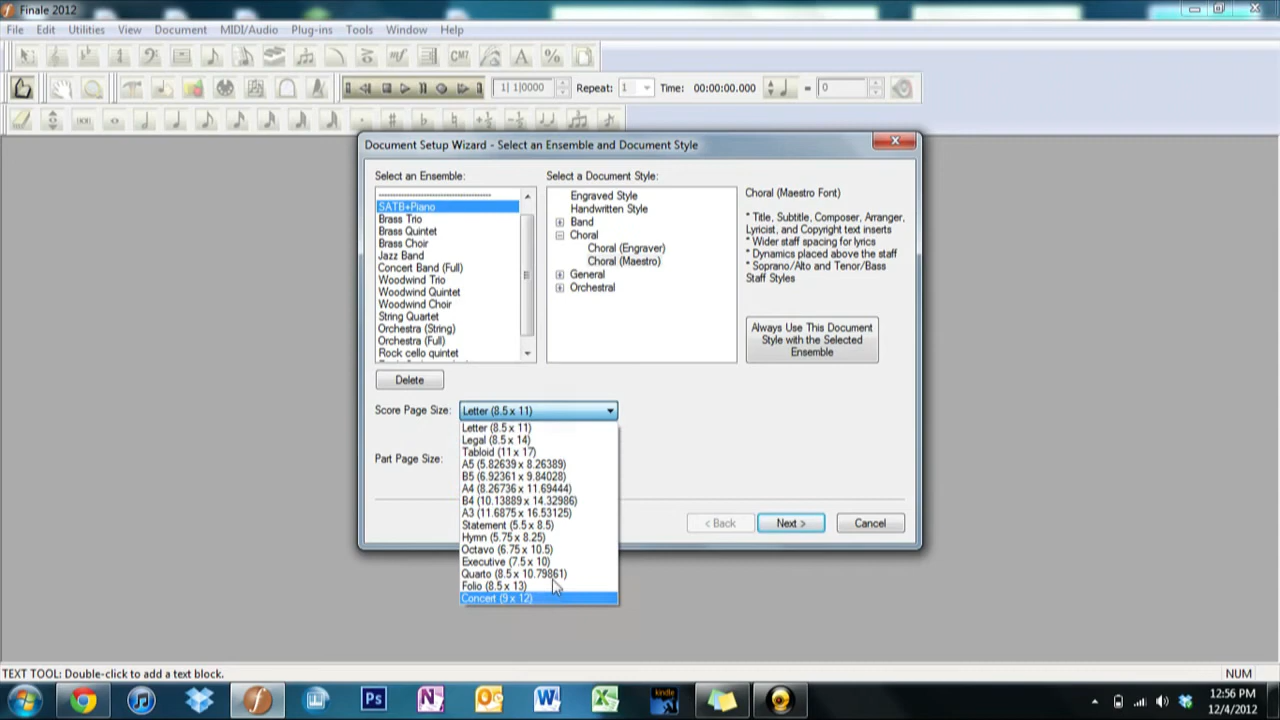 Finale 2012
File Edit Utilities View Document MIDI/Audio Plug-ins Tools Window Help
mf CM7 A %
1| 1|0000 Repeat: 1 Time: 00:00:00.000 = 0
Document Setup Wizard - Select an Ensemble and Document Style
Select an Ensemble:
SATB+Piano
Brass Trio
Brass Quintet
Brass Choir
Jazz Band
Concert Band (Full)
Woodwind Trio
Woodwind Quintet
Woodwind Choir
String Quartet
Orchestra (String)
Orchestra (Full)
Rock cello quintet
Delete
Select a Document Style:
Engraved Style
Handwritten Style
Band
Choral
Choral (Engraver)
Choral (Maestro)
General
Orchestral
Choral (Maestro Font)
* Title, Subtitle, Composer, Arranger,
Lyricist, and Copyright text inserts
* Wider staff spacing for lyrics
* Dynamics placed above the staff
* Soprano/Alto and Tenor/Bass
Staff Styles
Always Use This Document
Style with the Selected
Ensemble
Score Page Size: Letter (8.5 x 11)
Letter (8.5 x 11)
Legal (8.5 x 14)
Tabloid (11 x 17)
A5 (5.82639 x 8.26389)
B5 (6.92361 x 9.84028)
A4 (8.26736 x 11.69444)
B4 (10.13889 x 14.32986)
A3 (11.6875 x 16.53125)
Statement (5.5 x 8.5)
Hymn (5.75 x 8.25)
Octavo (6.75 x 10.5)
Executive (7.5 x 10)
Quarto (8.5 x 10.79861)
Folio (8.5 x 13)
Concert (9 x 12)
Part Page Size:
< Back Next > Cancel
TEXT TOOL: Double-click to add a text block. NUM
Ps N O W X kindle
12:56 PM
12/4/2012